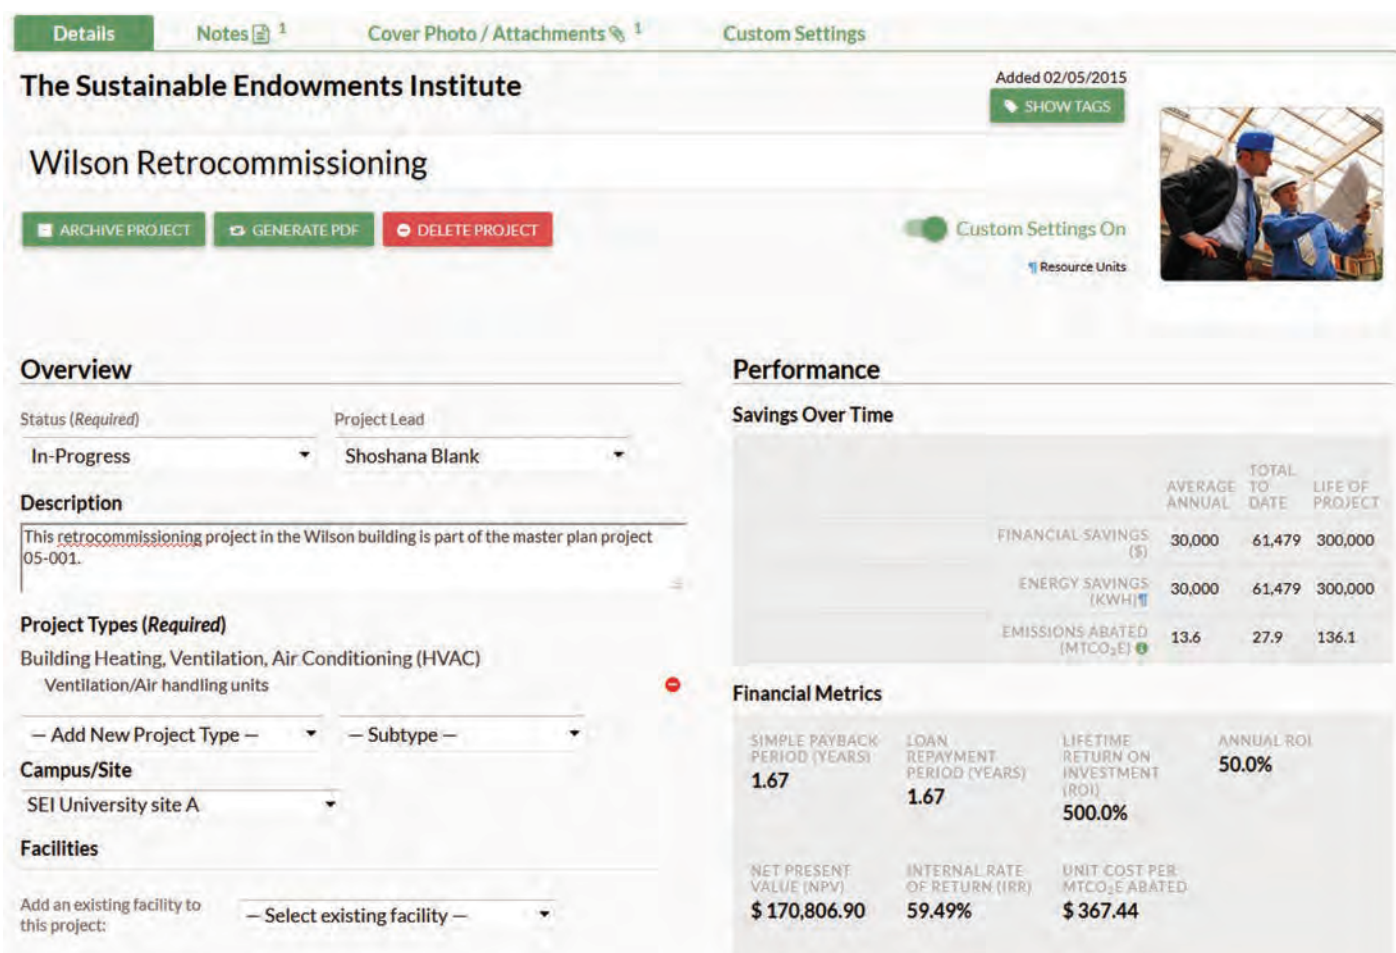 Details
Notes 1
Cover Photo / Attachments 1
Custom Settings
The Sustainable Endowments Institute
Added 02/05/2015
SHOW TAGS
Wilson Retrocommissioning
ARCHIVE PROJECT
GENERATE PDF
DELETE PROJECT
Custom Settings On
¶ Resource Units
Overview
Status (Required)
Project Lead
In-Progress
Shoshana Blank
Description
This retrocommissioning project in the Wilson building is part of the master plan project
05-001.
Project Types (Required)
Building Heating, Ventilation, Air Conditioning (HVAC)
Ventilation/Air handling units
— Add New Project Type —
— Subtype —
Campus/Site
SEI University site A
Facilities
Add an existing facility to
this project:
— Select existing facility —
Performance
Savings Over Time
AVERAGE
ANNUAL
TOTAL
TO
DATE
LIFE OF
PROJECT
FINANCIAL SAVINGS
($)
30,000
61,479
300,000
ENERGY SAVINGS
(KWH)¶
30,000
61,479
300,000
EMISSIONS ABATED
(MTCO₂E)
13.6
27.9
136.1
Financial Metrics
SIMPLE PAYBACK
PERIOD (YEARS)
1.67
LOAN
REPAYMENT
PERIOD (YEARS)
1.67
LIFETIME
RETURN ON
INVESTMENT
(ROI)
500.0%
ANNUAL ROI
50.0%
NET PRESENT
VALUE (NPV)
$ 170,806.90
INTERNAL RATE
OF RETURN (IRR)
59.49%
UNIT COST PER
MTCO₂E ABATED
$ 367.44